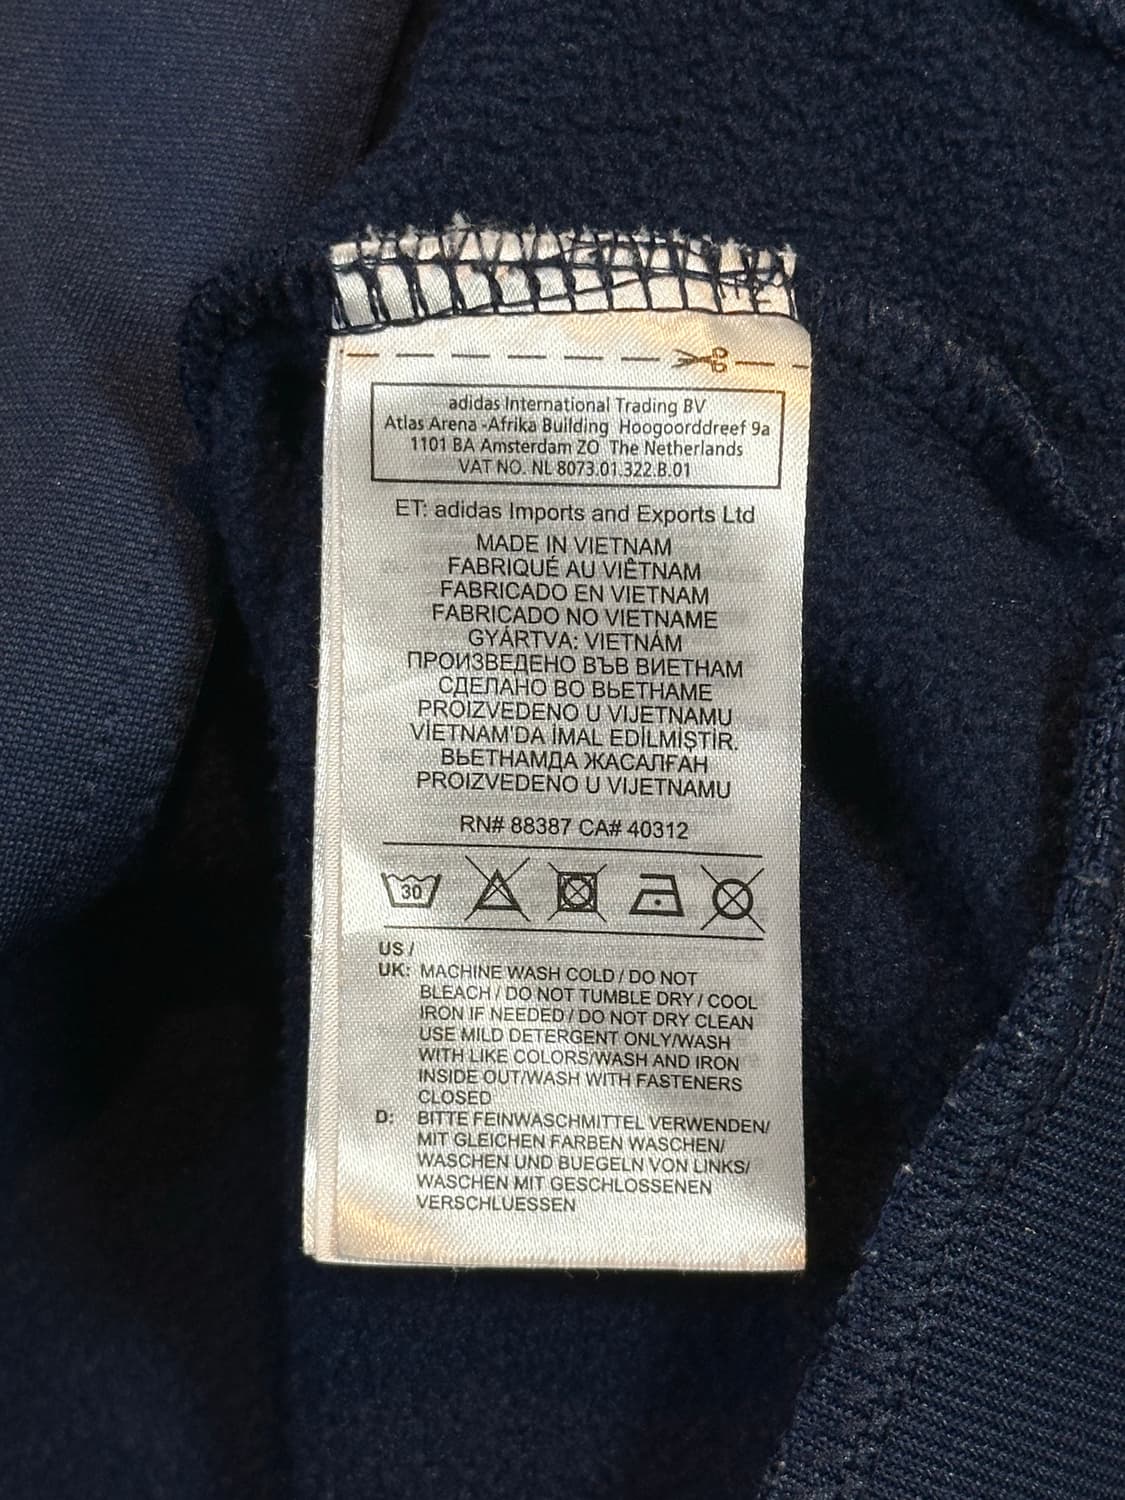 adidas International Trading BV
Atlas Arena -Afrika Building Hoogoorddreef 9a
1101 BA Amsterdam ZO The Netherlands
VAT NO. NL 8073.01.322.B.01
ET: adidas Imports and Exports Ltd
MADE IN VIETNAM
FABRIQUÉ AU VIÊTNAM
FABRICADO EN VIETNAM
FABRICADO NO VIETNAME
GYÁRTVA: VIETNÁM
ПРОИЗВЕДЕНО ВЪВ ВИЕТНАМ
СДЕЛАНО ВО ВЬЕТНАМЕ
PROIZVEDENO U VIJETNAMU
VİETNAM'DA İMAL EDİLMİŞTİR.
ВЬЕТНАМДА ЖАСАЛҒАН
PROIZVEDENO U VIJETNAMU
RN# 88387 CA# 40312
30
US /
UK: MACHINE WASH COLD / DO NOT
BLEACH / DO NOT TUMBLE DRY / COOL
IRON IF NEEDED / DO NOT DRY CLEAN
USE MILD DETERGENT ONLY/WASH
WITH LIKE COLORS/WASH AND IRON
INSIDE OUT/WASH WITH FASTENERS
CLOSED
D: BITTE FEINWASCHMITTEL VERWENDEN/
MIT GLEICHEN FARBEN WASCHEN/
WASCHEN UND BUEGELN VON LINKS/
WASCHEN MIT GESCHLOSSENEN
VERSCHLUESSEN